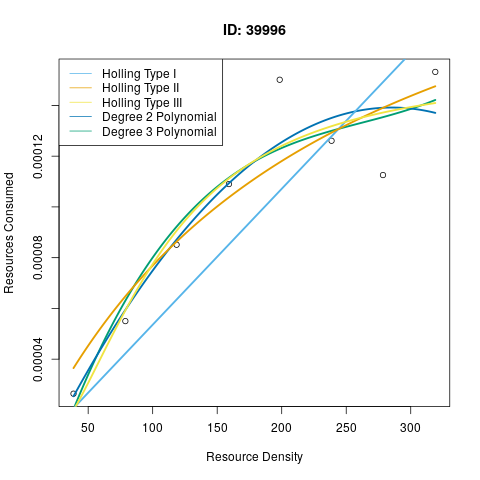 ID: 39996
Holling Type I
Holling Type II
Holling Type III
Degree 2 Polynomial
Degree 3 Polynomial
Resources Consumed
0.00012
0.00008
0.00004
50 100 150 200 250 300
Resource Density